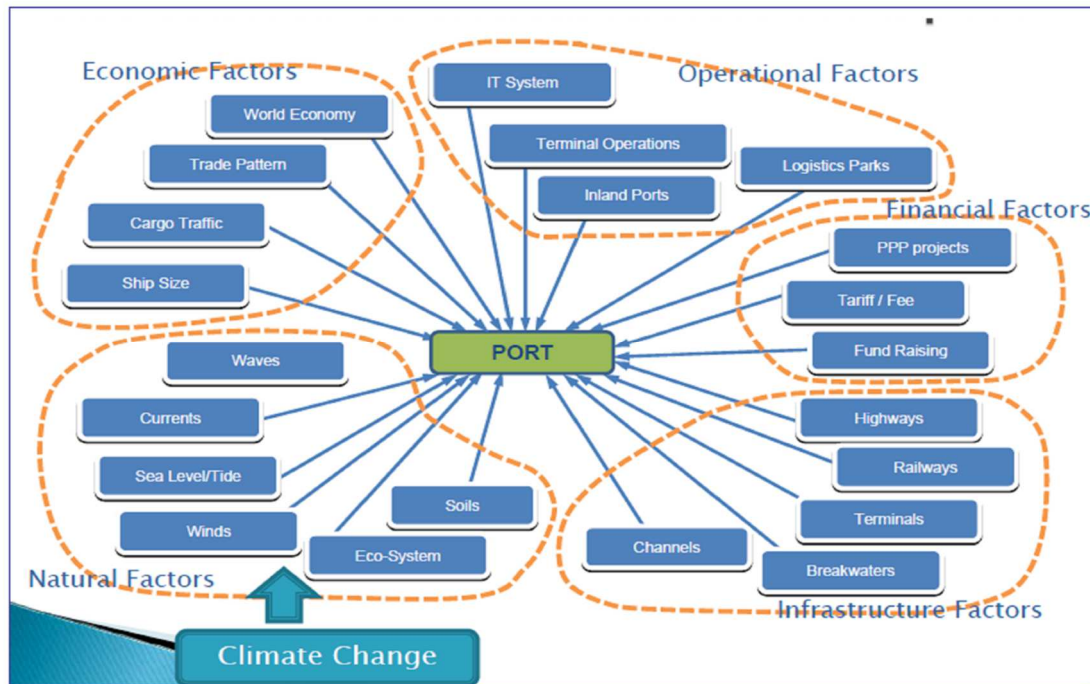 Economic Factors
World Economy
Trade Pattern
Cargo Traffic
Ship Size
Operational Factors
IT System
Terminal Operations
Logistics Parks
Inland Ports
Financial Factors
PPP projects
Tariff / Fee
Fund Raising
PORT
Waves
Currents
Sea Level/Tide
Winds
Soils
Eco-System
Natural Factors
Highways
Railways
Terminals
Channels
Breakwaters
Infrastructure Factors
Climate Change